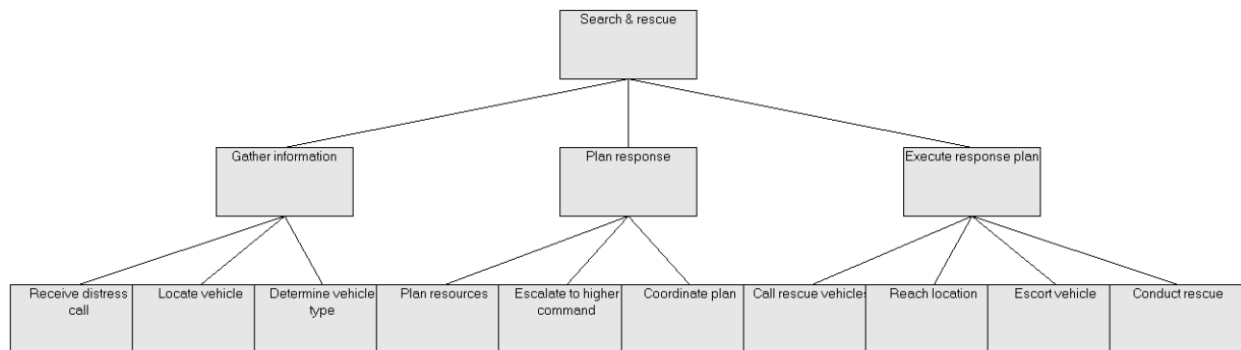 Search & rescue
Gather information
Plan response
Execute response plan
Receive distress
call
Locate vehicle
Determine vehicle
type
Plan resources
Escalate to higher
command
Coordinate plan
Call rescue vehicles
Reach location
Escort vehicle
Conduct rescue